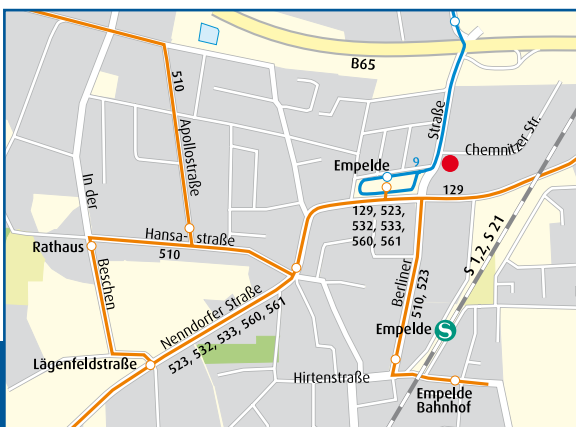 B65
510
Apollostraße
Straße
Chemnitzer Str.
9
Empelde
129
129, 523,
532, 533,
560, 561
In der
Beschen
Hansa-
straße
510
Rathaus
S 1,2, S 21
Nenndorfer Straße
523, 532, 533, 560, 561
Berliner
510, 523
Empelde
S
Lägenfeldstraße
Hirtenstraße
Empelde
Bahnhof